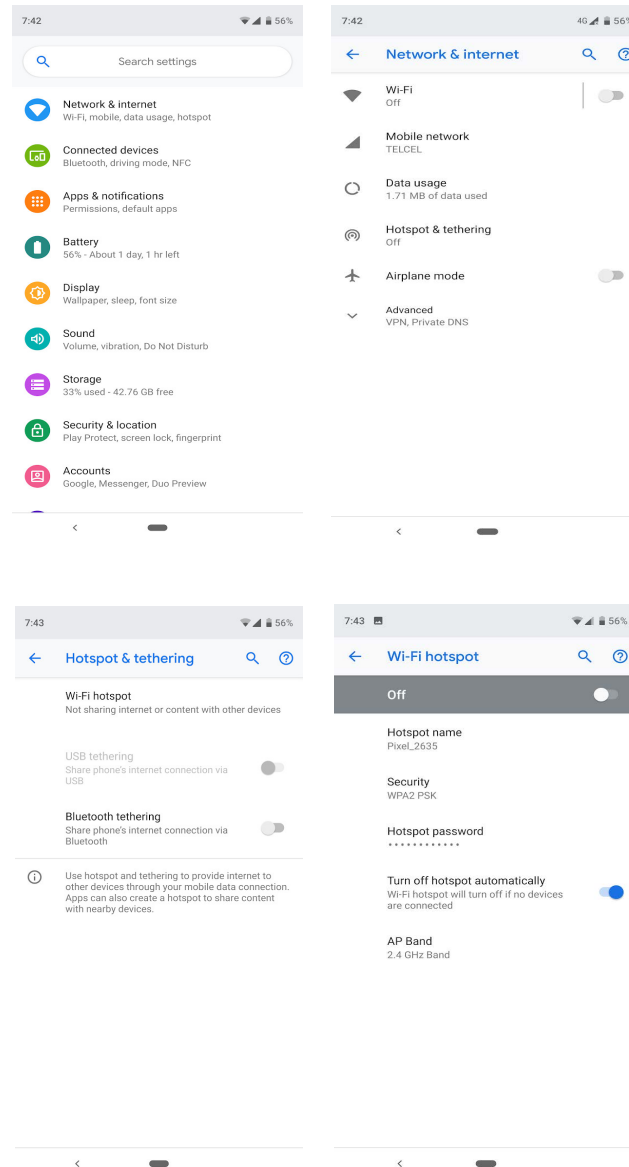 7:42
56%
Search settings
Network & internet
Wi-Fi, mobile, data usage, hotspot
Connected devices
Bluetooth, driving mode, NFC
Apps & notifications
Permissions, default apps
Battery
56% - About 1 day, 1 hr left
Display
Wallpaper, sleep, font size
Sound
Volume, vibration, Do Not Disturb
Storage
33% used - 42.76 GB free
Security & location
Play Protect, screen lock, fingerprint
Accounts
Google, Messenger, Duo Preview
7:42
4G 56%
Network & internet
Wi-Fi
Off
Mobile network
TELCEL
Data usage
1.71 MB of data used
Hotspot & tethering
Off
Airplane mode
Advanced
VPN, Private DNS
7:43
56%
Hotspot & tethering
Wi-Fi hotspot
Not sharing internet or content with other devices
USB tethering
Share phone's internet connection via
USB
Bluetooth tethering
Share phone's internet connection via
Bluetooth
Use hotspot and tethering to provide internet to
other devices through your mobile data connection.
Apps can also create a hotspot to share content
with nearby devices.
7:43
56%
Wi-Fi hotspot
Off
Hotspot name
Pixel_2635
Security
WPA2 PSK
Hotspot password
••••••••••••
Turn off hotspot automatically
Wi-Fi hotspot will turn off if no devices
are connected
AP Band
2.4 GHz Band